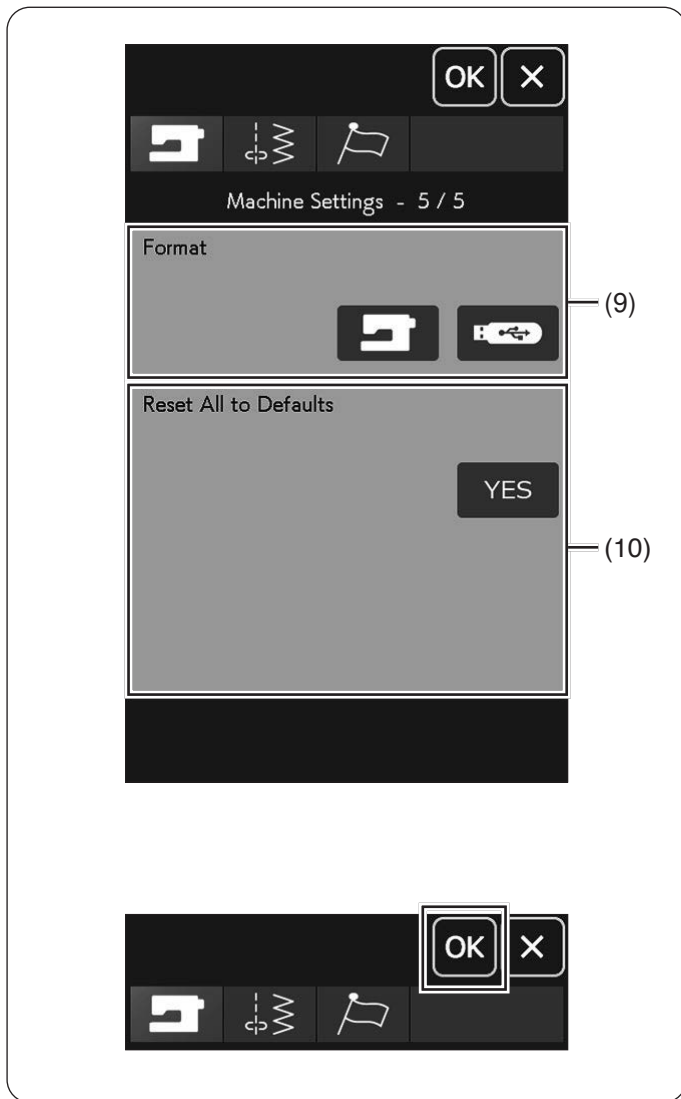 OK X
Machine Settings - 5 / 5
Format
(9)
Reset All to Defaults
YES
(10)
OK X